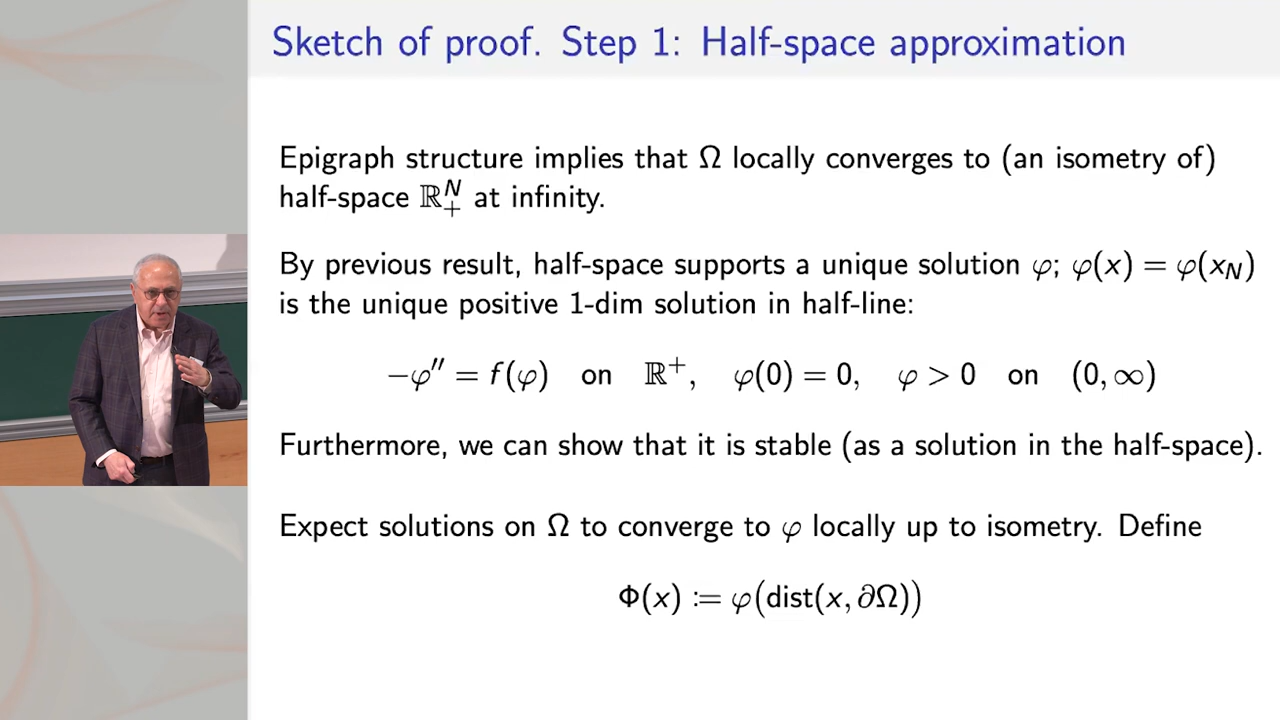 Sketch of proof. Step 1: Half-space approximation
Epigraph structure implies that Ω locally converges to (an isometry of)
half-space ℝ₊ᴺ at infinity.
By previous result, half-space supports a unique solution φ; φ(x) = φ(x_N)
is the unique positive 1-dim solution in half-line:
−φ″ = f(φ) on ℝ⁺, φ(0) = 0, φ > 0 on (0, ∞)
Furthermore, we can show that it is stable (as a solution in the half-space).
Expect solutions on Ω to converge to φ locally up to isometry. Define
Φ(x) := φ(dist(x, ∂Ω))